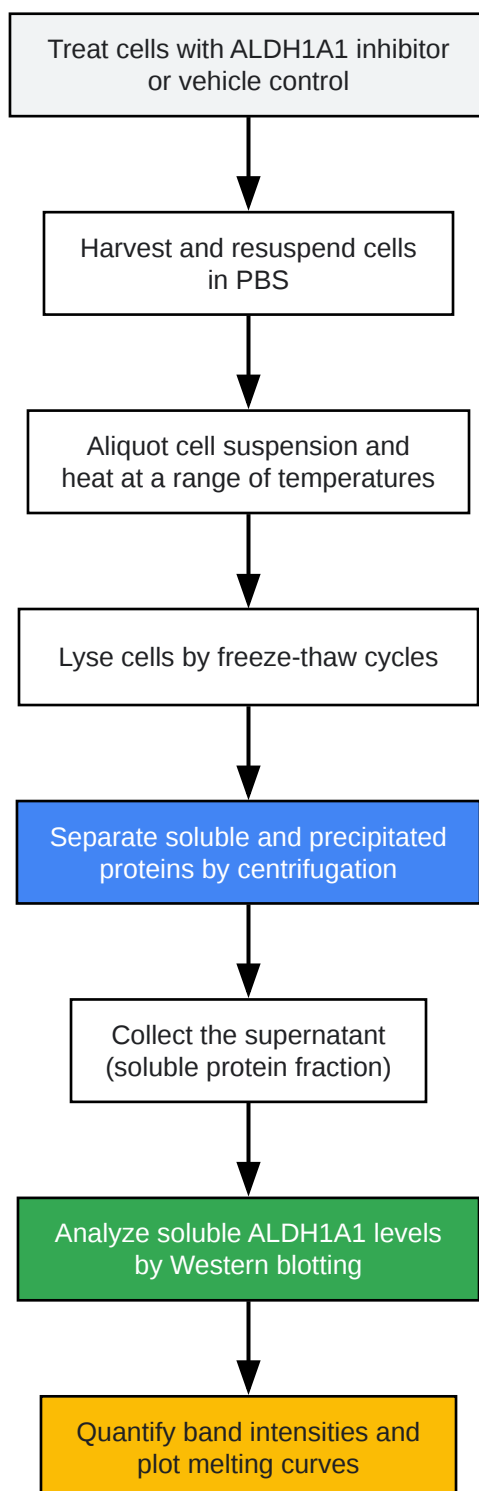 Treat cells with ALDH1A1 inhibitor
or vehicle control
Harvest and resuspend cells
in PBS
Aliquot cell suspension and
heat at a range of temperatures
Lyse cells by freeze-thaw cycles
Separate soluble and precipitated
proteins by centrifugation
Collect the supernatant
(soluble protein fraction)
Analyze soluble ALDH1A1 levels
by Western blotting
Quantify band intensities and
plot melting curves